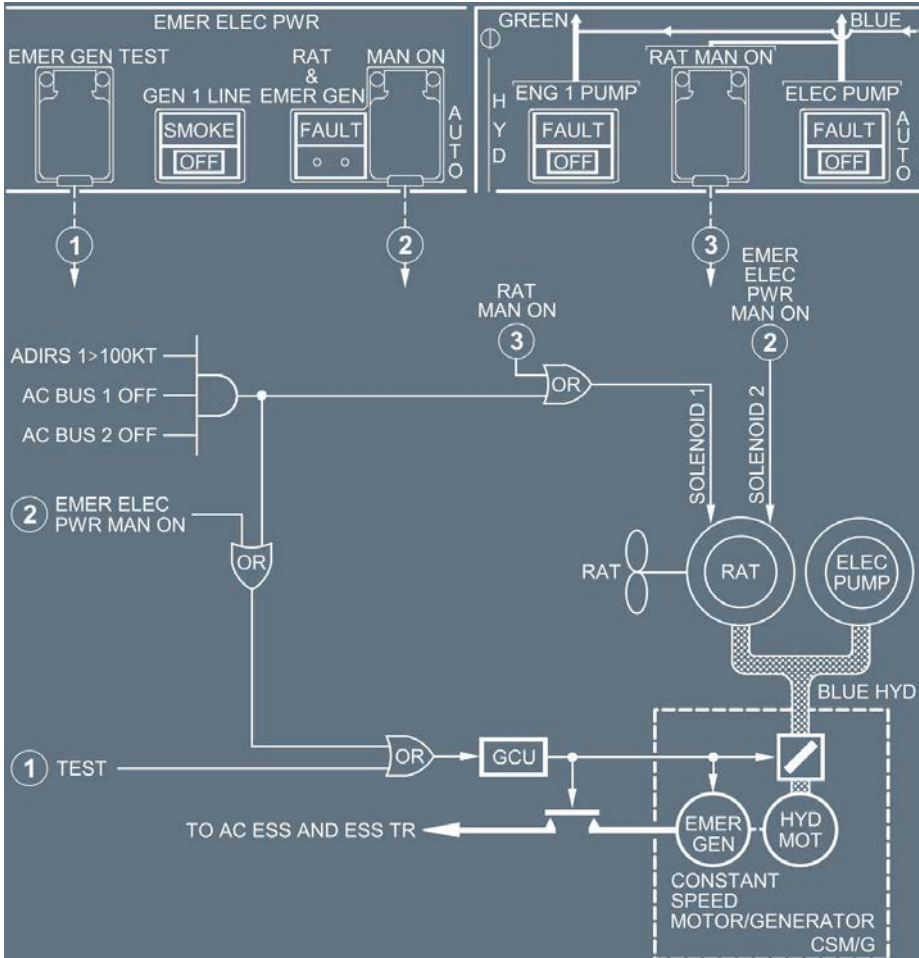 EMER ELEC PWR
EMER GEN TEST
GEN 1 LINE
SMOKE
OFF
RAT
&
EMER GEN
FAULT
MAN ON
AUTO
GREEN
BLUE
HYD
ENG 1 PUMP
FAULT
OFF
RAT MAN ON
ELEC PUMP
FAULT
OFF
AUTO
1
2
3
RAT
MAN ON
3
EMER
ELEC
PWR
MAN ON
2
ADIRS 1>100KT
AC BUS 1 OFF
AC BUS 2 OFF
OR
SOLENOID 1
SOLENOID 2
2 EMER ELEC
PWR MAN ON
OR
RAT
RAT
ELEC
PUMP
BLUE HYD
1 TEST
OR
GCU
TO AC ESS AND ESS TR
EMER
GEN
HYD
MOT
CONSTANT
SPEED
MOTOR/GENERATOR
CSM/G